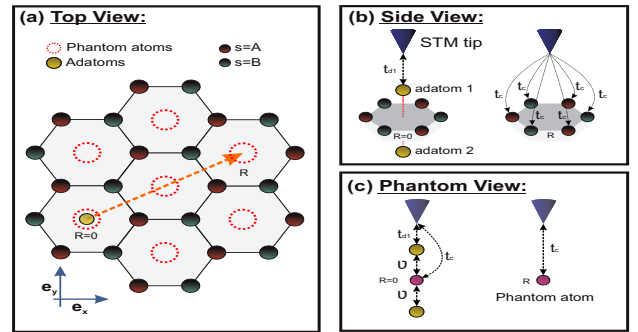 (a) Top View:
Phantom atoms
Adatoms
s=A
s=B
R
R=0
e_y
e_x
(b) Side View:
STM tip
t_d1
adatom 1
R=0
adatom 2
t_c
t_c
t_c
t_c
t_c
t_c
R
(c) Phantom View:
t_d1
t_c
t_c
υ
R=0
R
υ
Phantom atom